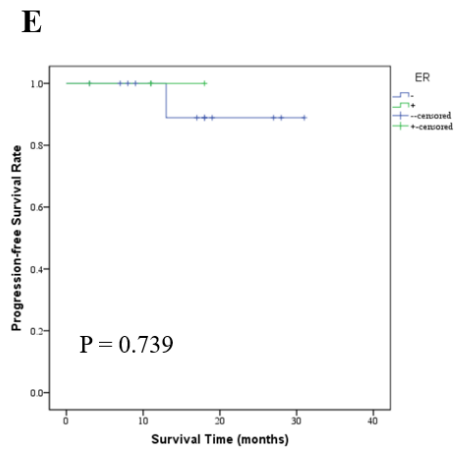 E
ER
-
+
--censored
+-censored
1.0
0.8
0.6
0.4
0.2
0.0
Progression-free Survival Rate
P = 0.739
0
10
20
30
40
Survival Time (months)